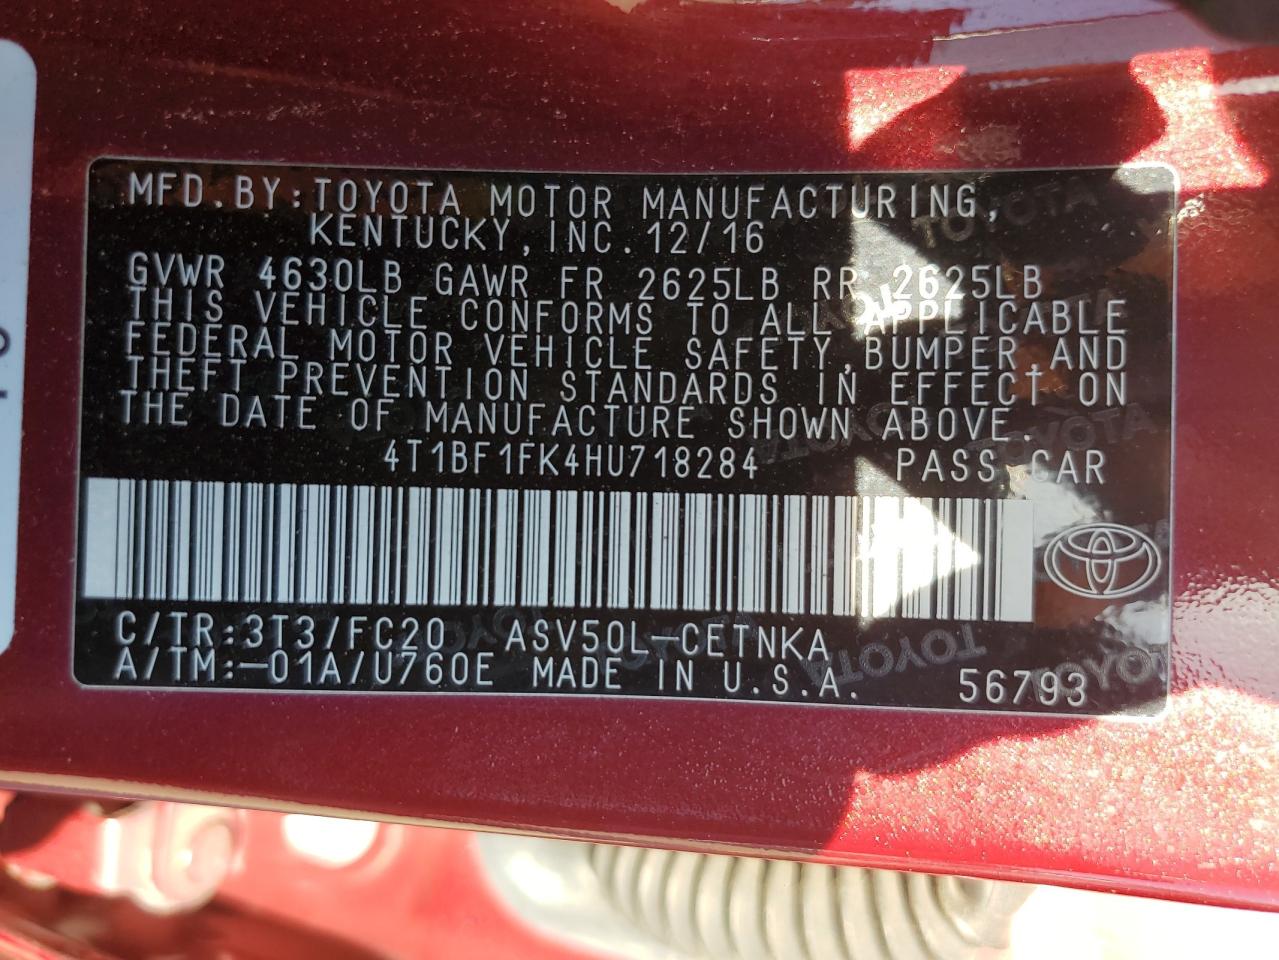 MFD.BY:TOYOTA MOTOR MANUFACTURING,
KENTUCKY,INC. 12/16
GVWR 4630LB GAWR FR 2625LB RR 2625LB
THIS VEHICLE CONFORMS TO ALL APPLICABLE
FEDERAL MOTOR VEHICLE SAFETY,BUMPER,AND
THEFT PREVENTION STANDARDS IN EFFECT ON
THE DATE OF MANUFACTURE SHOWN ABOVE.
4T1BF1FK4HU718284 PASS CAR
C/TR:3T3/FC20 ASV50L-CETNKA
A/TM:-01A/U760E MADE IN U.S.A. 56793